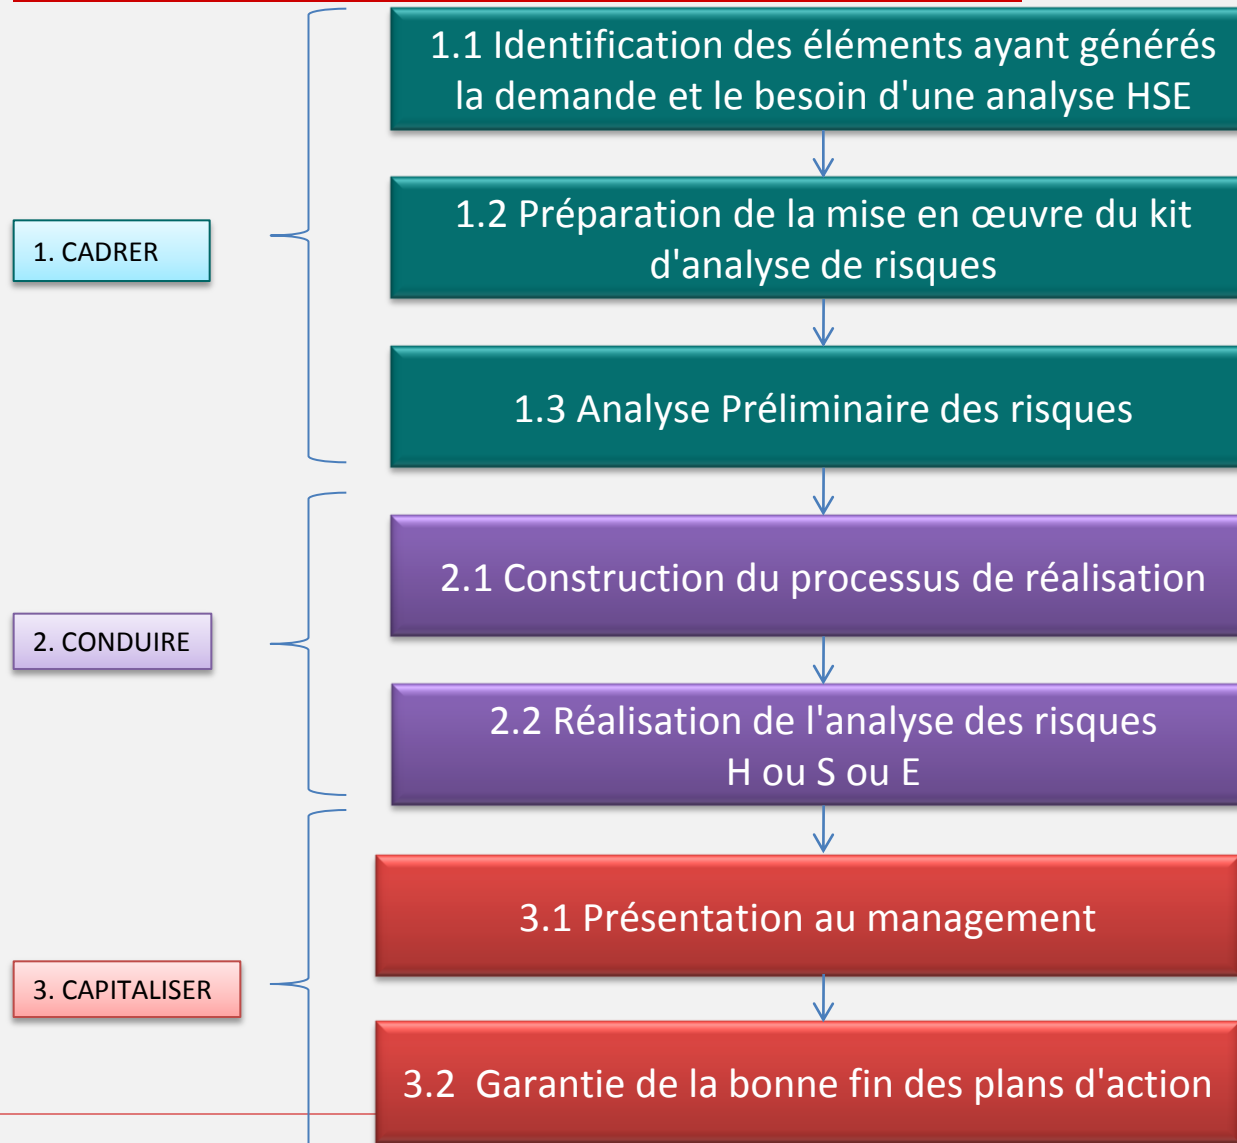 1.1 Identification des éléments ayant générés
la demande et le besoin d'une analyse HSE
1.2 Préparation de la mise en œuvre du kit
d'analyse de risques
1. CADRER
1.3 Analyse Préliminaire des risques
2.1 Construction du processus de réalisation
2. CONDUIRE
2.2 Réalisation de l'analyse des risques
H ou S ou E
3.1 Présentation au management
3. CAPITALISER
3.2 Garantie de la bonne fin des plans d'action